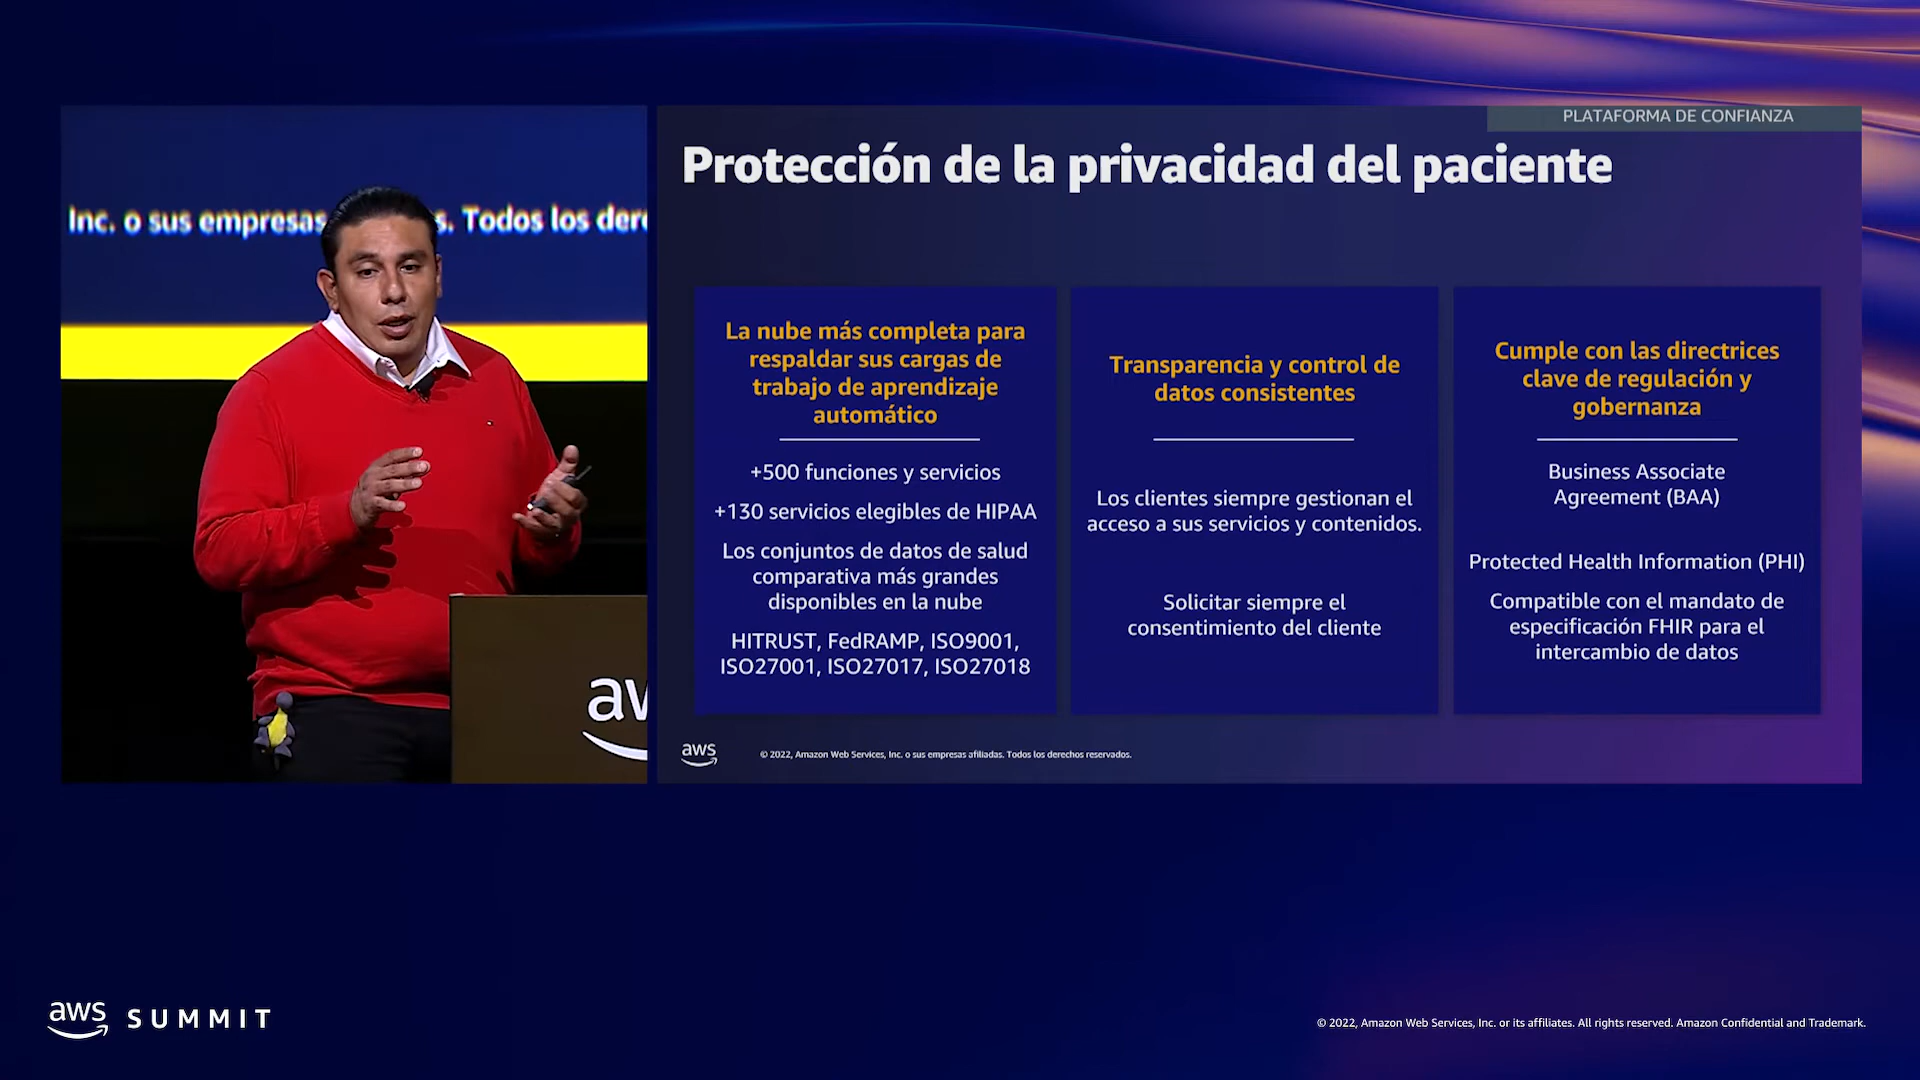 Inc. o sus empresas s. Todos los dere
aws
PLATAFORMA DE CONFIANZA
Protección de la privacidad del paciente
La nube más completa para
respaldar sus cargas de
trabajo de aprendizaje
automático
+500 funciones y servicios
+130 servicios elegibles de HIPAA
Los conjuntos de datos de salud
comparativa más grandes
disponibles en la nube
HITRUST, FedRAMP, ISO9001,
ISO27001, ISO27017, ISO27018
Transparencia y control de
datos consistentes
Los clientes siempre gestionan el
acceso a sus servicios y contenidos.
Solicitar siempre el
consentimiento del cliente
Cumple con las directrices
clave de regulación y
gobernanza
Business Associate
Agreement (BAA)
Protected Health Information (PHI)
Compatible con el mandato de
especificación FHIR para el
intercambio de datos
aws
© 2022, Amazon Web Services, Inc. o sus empresas afiliadas. Todos los derechos reservados.
aws SUMMIT
© 2022, Amazon Web Services, Inc. or its affiliates. All rights reserved. Amazon Confidential and Trademark.